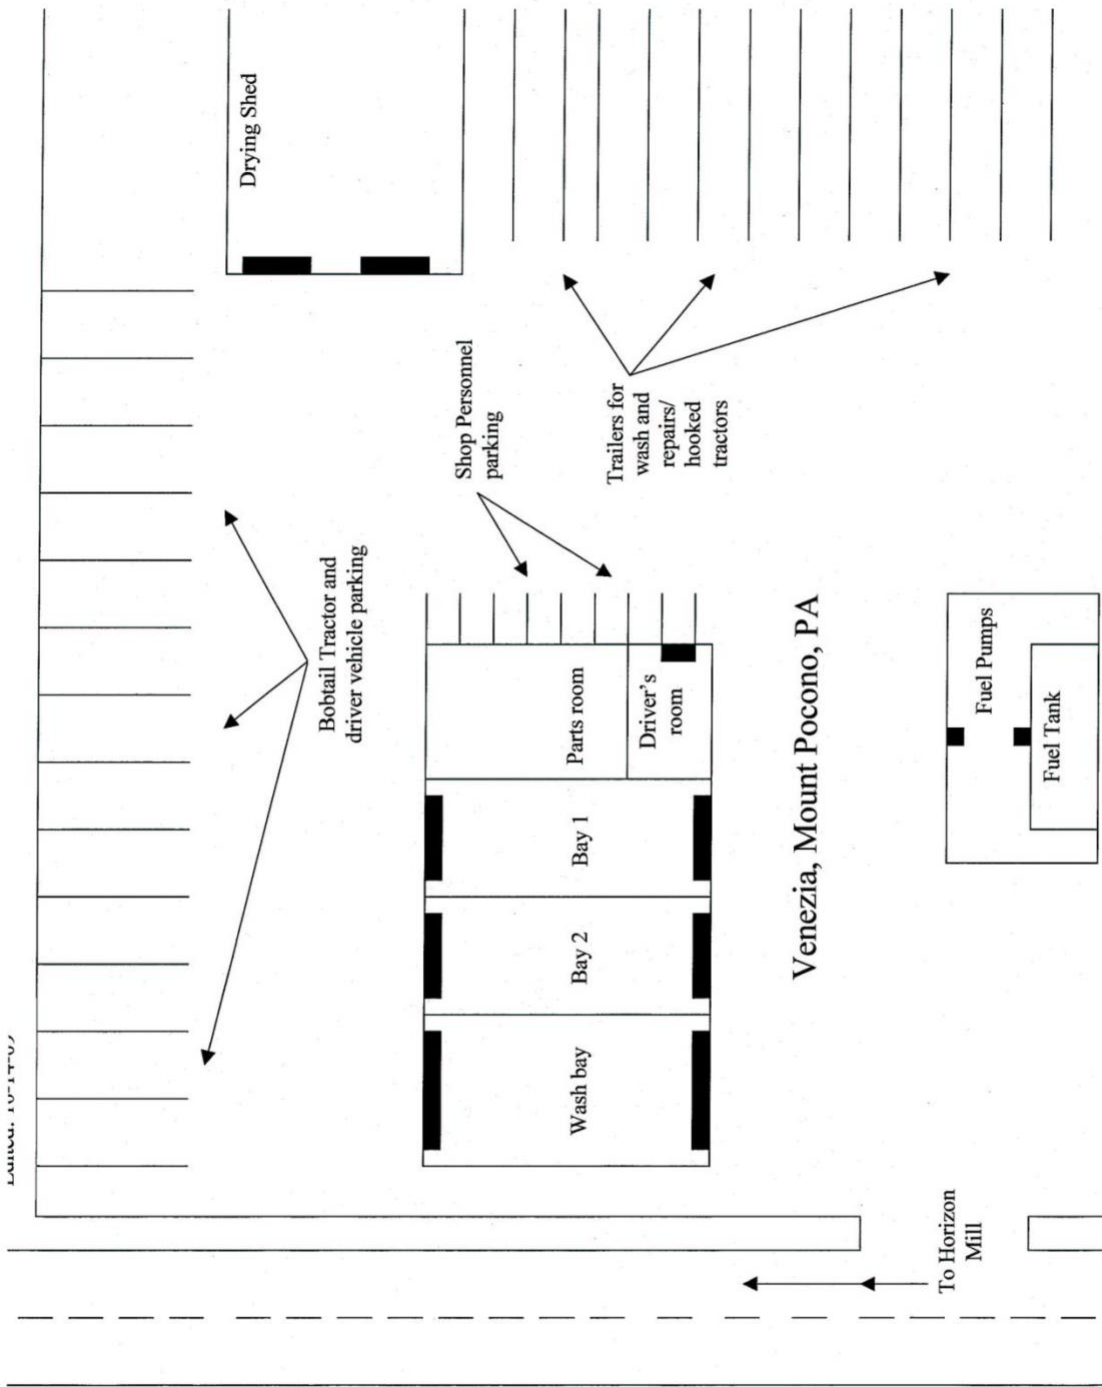 Drying Shed
Bobtail Tractor and
driver vehicle parking
Shop Personnel
parking
Trailers for
wash and
repairs/
hooked
tractors
Wash bay
Bay 2
Bay 1
Parts room
Driver's
room
Venezia, Mount Pocono, PA
To Horizon
Mill
Fuel Pumps
Fuel Tank